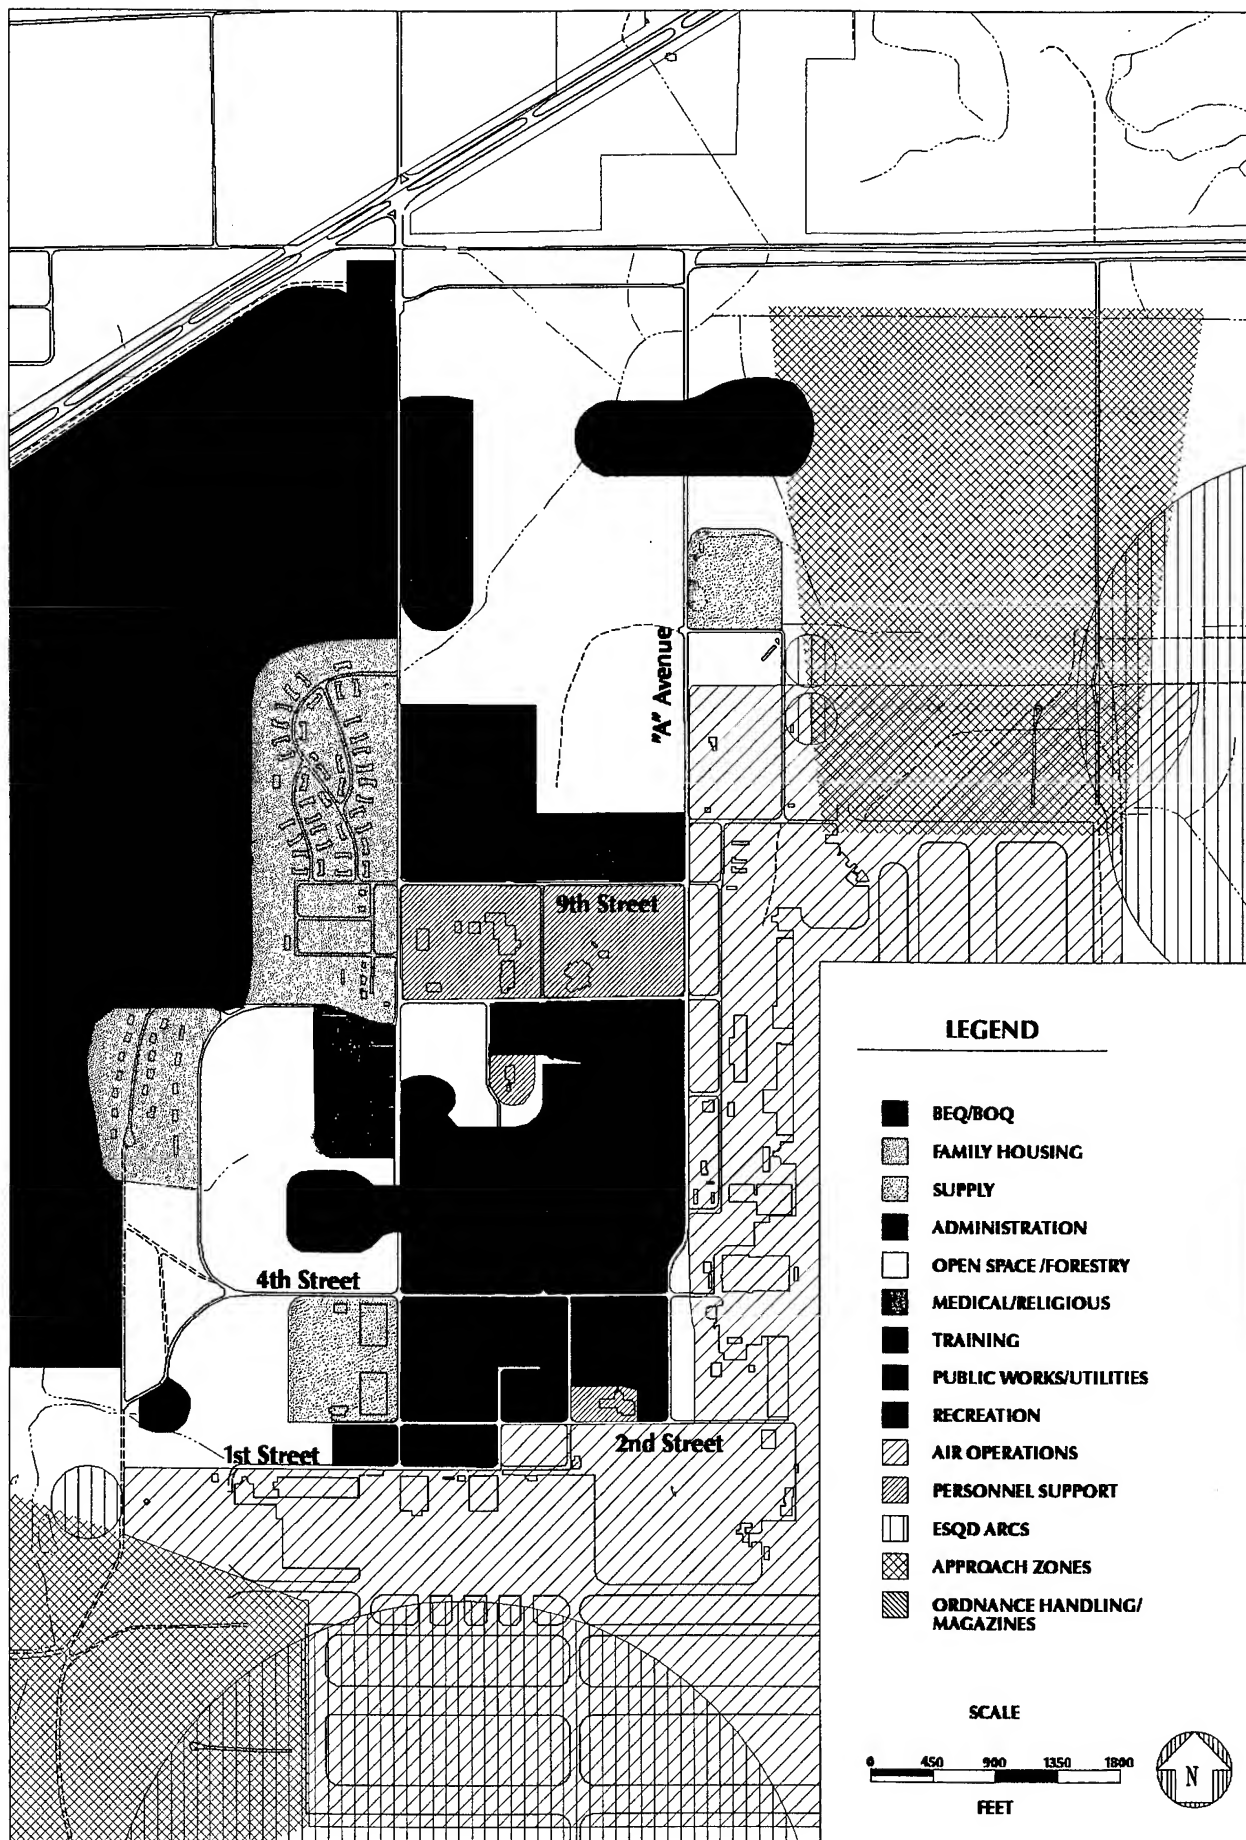 "A" Avenue
9th Street
4th Street
1st Street
2nd Street
LEGEND
BEQ/BOQ
FAMILY HOUSING
SUPPLY
ADMINISTRATION
OPEN SPACE/FORESTRY
MEDICAL/RELIGIOUS
TRAINING
PUBLIC WORKS/UTILITIES
RECREATION
AIR OPERATIONS
PERSONNEL SUPPORT
ESQD ARCS
APPROACH ZONES
ORDNANCE HANDLING/
MAGAZINES
SCALE
0 450 900 1350 1800
FEET
N